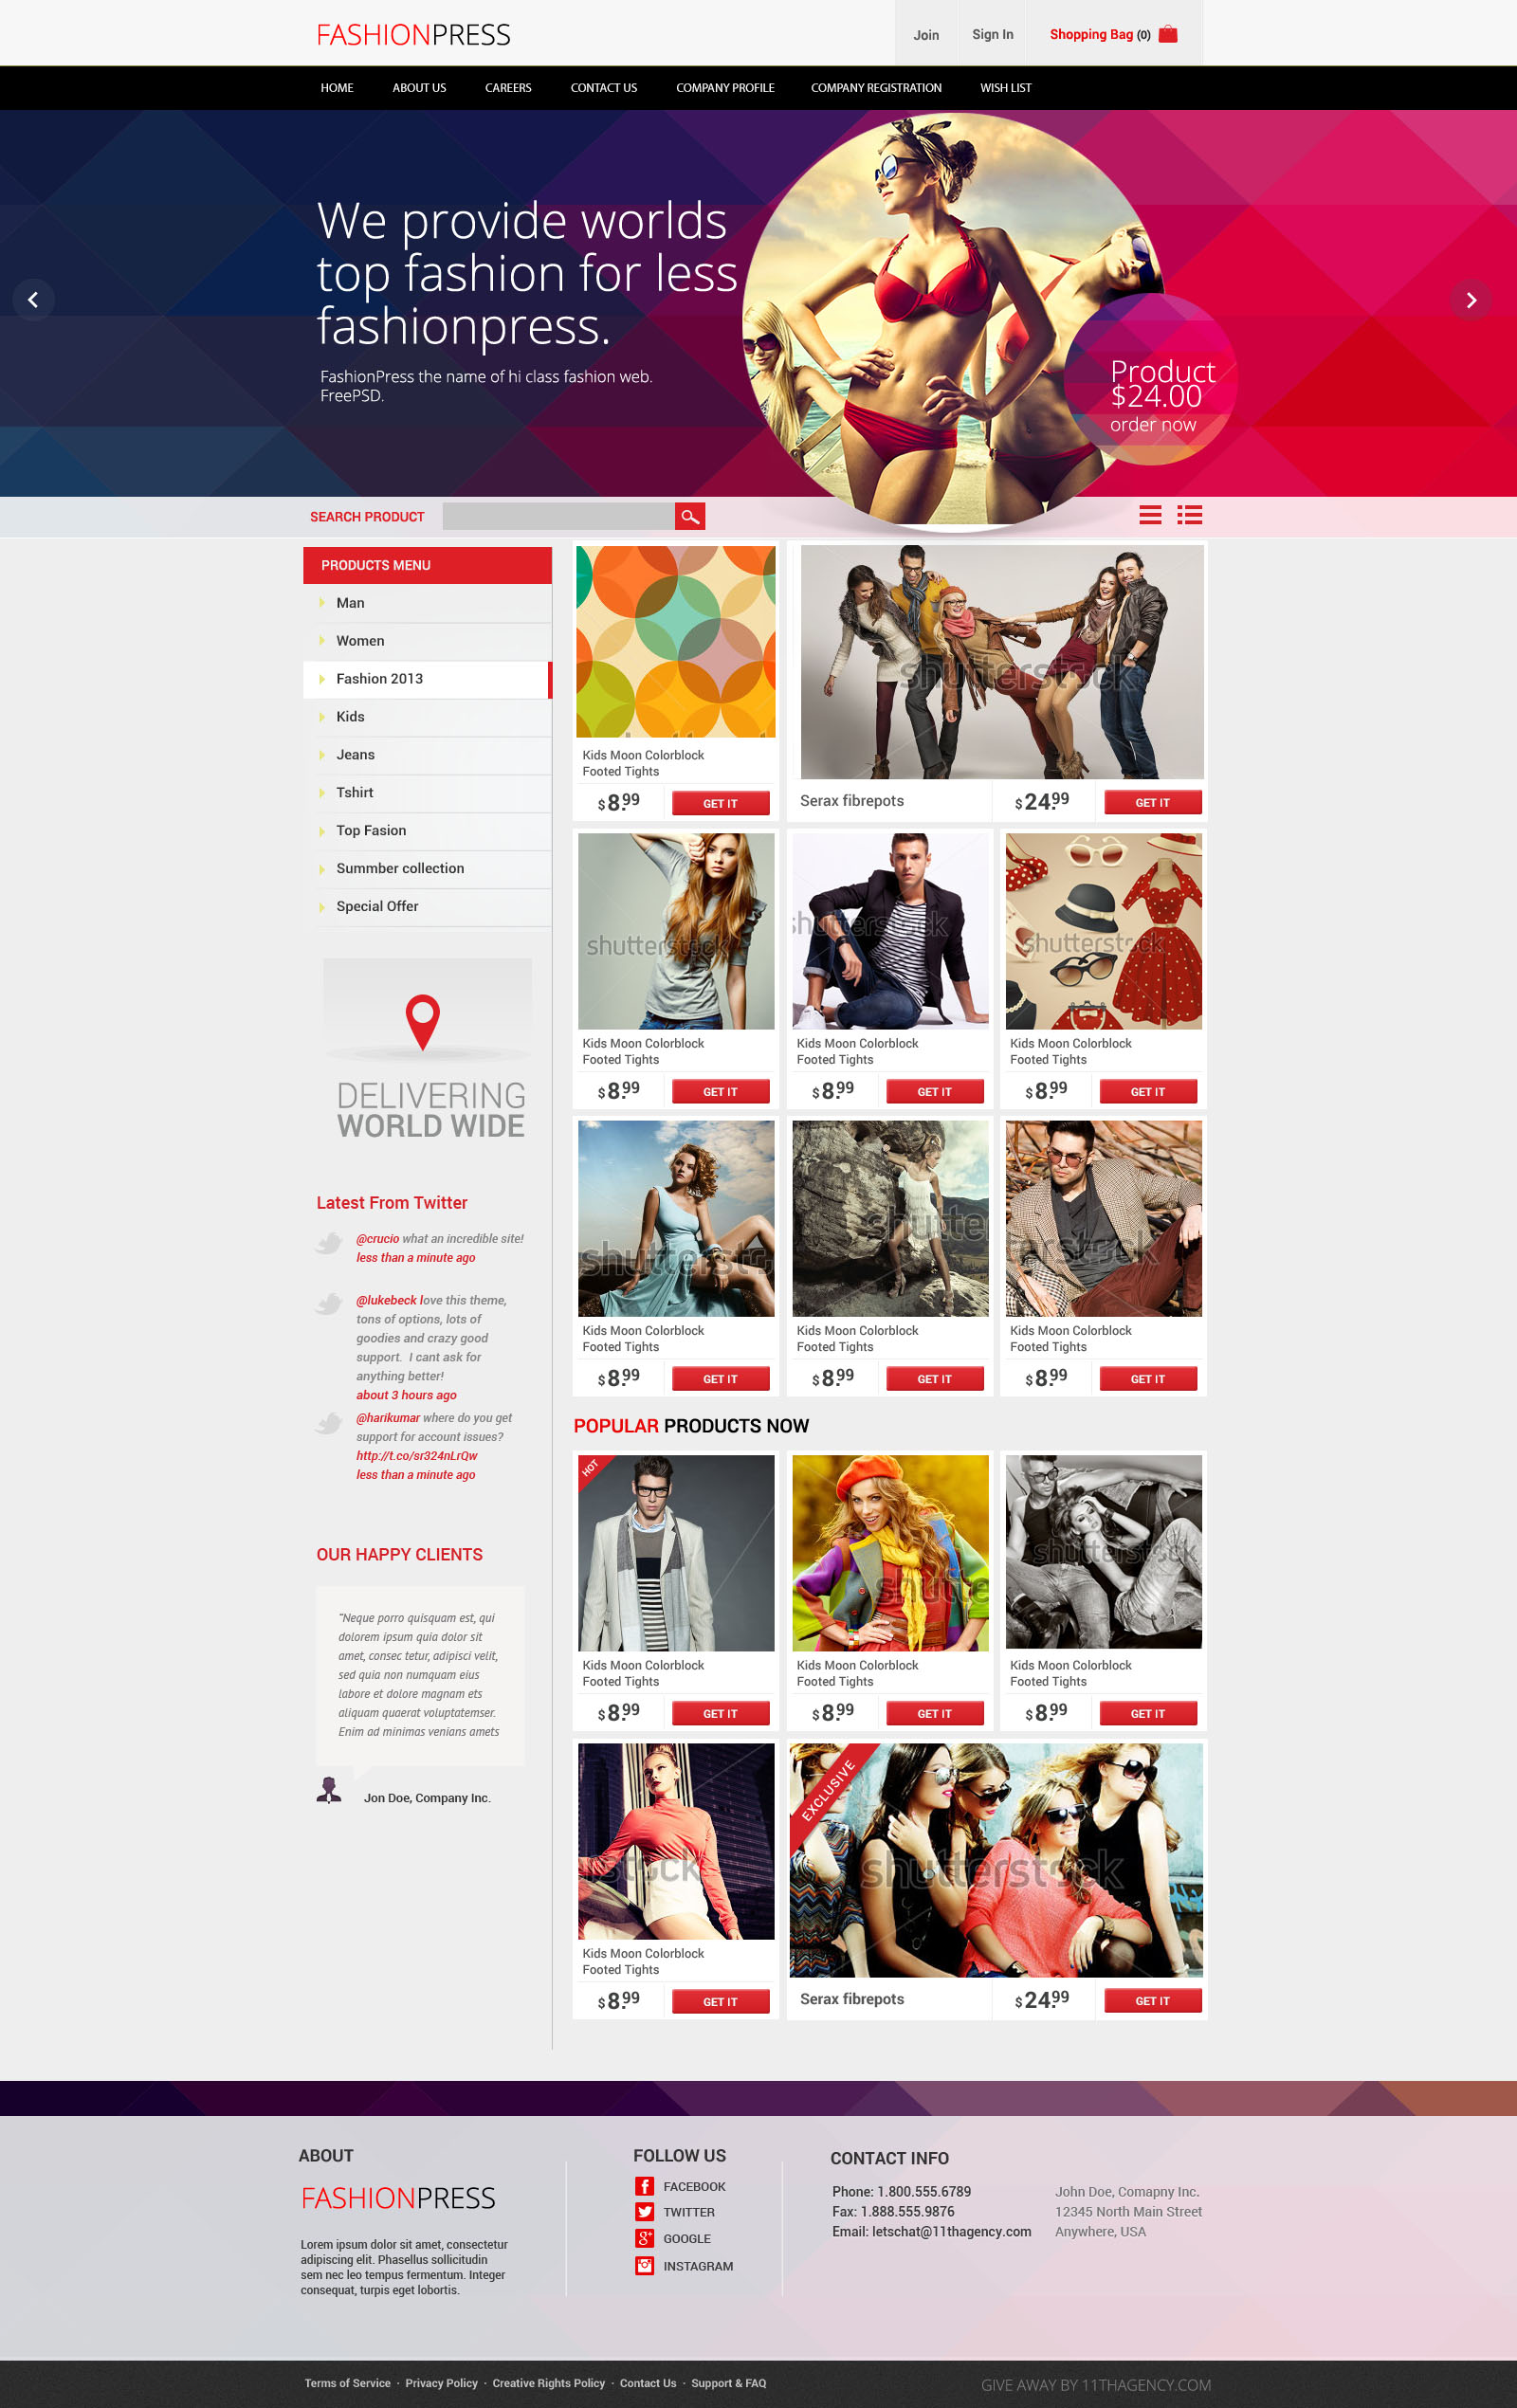 FASHIONPRESS
Join
Sign In
Shopping Bag (0)
HOME
ABOUT US
CAREERS
CONTACT US
COMPANY PROFILE
COMPANY REGISTRATION
WISH LIST
We provide worlds
top fashion for less
fashionpress.
FashionPress the name of hi class fashion web.
FreePSD.
Product
$24.00
order now
SEARCH PRODUCT
PRODUCTS MENU
Man
Women
Fashion 2013
Kids
Jeans
Tshirt
Top Fasion
Summber collection
Special Offer
DELIVERING
WORLD WIDE
Latest From Twitter
@crucio what an incredible site!
less than a minute ago
@lukebeck love this theme,
tons of options, lots of
goodies and crazy good
support. I cant ask for
anything better!
about 3 hours ago
@harikumar where do you get
support for account issues?
http://t.co/sr324nLrQw
less than a minute ago
OUR HAPPY CLIENTS
"Neque porro quisquam est, qui
dolorem ipsum quia dolor sit
amet, consec tetur, adipisci velit,
sed quia non numquam eius
labore et dolore magnam ets
aliquam quaerat voluptatemser.
Enim ad minimas venians amets
Jon Doe, Company Inc.
Kids Moon Colorblock
Footed Tights
$8.99
GET IT
shutterstock
Serax fibrepots
$24.99
GET IT
shutterstock
Kids Moon Colorblock
Footed Tights
$8.99
GET IT
shutterstock
Kids Moon Colorblock
Footed Tights
$8.99
GET IT
shutterstock
Kids Moon Colorblock
Footed Tights
$8.99
GET IT
shutterstock
Kids Moon Colorblock
Footed Tights
$8.99
GET IT
shutterstock
Kids Moon Colorblock
Footed Tights
$8.99
GET IT
shutterstock
Kids Moon Colorblock
Footed Tights
$8.99
GET IT
POPULAR PRODUCTS NOW
HOT
Kids Moon Colorblock
Footed Tights
$8.99
GET IT
shutterstock
Kids Moon Colorblock
Footed Tights
$8.99
GET IT
shutterstock
Kids Moon Colorblock
Footed Tights
$8.99
GET IT
shutterstock
Kids Moon Colorblock
Footed Tights
$8.99
GET IT
EXCLUSIVE
shutterstock
Serax fibrepots
$24.99
GET IT
ABOUT
FASHIONPRESS
Lorem ipsum dolor sit amet, consectetur
adipiscing elit. Phasellus sollicitudin
sem nec leo tempus fermentum. Integer
consequat, turpis eget lobortis.
FOLLOW US
FACEBOOK
TWITTER
GOOGLE
INSTAGRAM
CONTACT INFO
Phone: 1.800.555.6789
Fax: 1.888.555.9876
Email: letschat@11thagency.com
John Doe, Comapny Inc.
12345 North Main Street
Anywhere, USA
Terms of Service · Privacy Policy · Creative Rights Policy · Contact Us · Support & FAQ
GIVE AWAY BY 11THAGENCY.COM